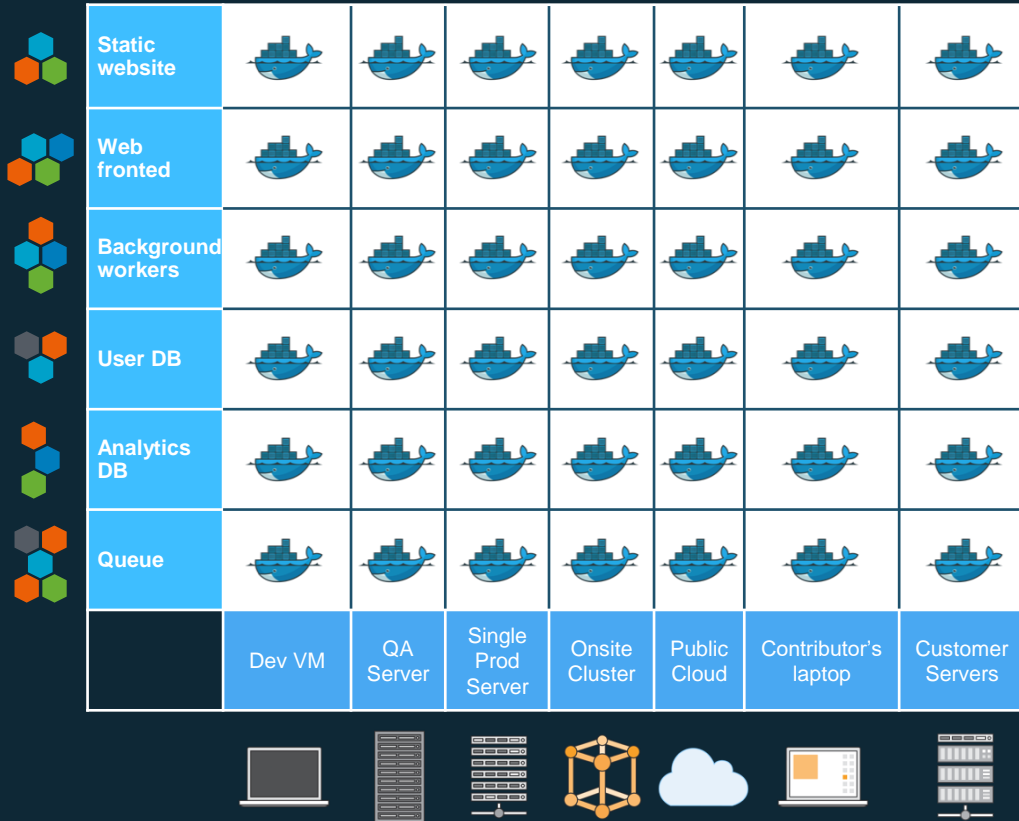 Static
website
Web
fronted
Background
workers
User DB
Analytics
DB
Queue
Dev VM
QA
Server
Single
Prod
Server
Onsite
Cluster
Public
Cloud
Contributor's
laptop
Customer
Servers